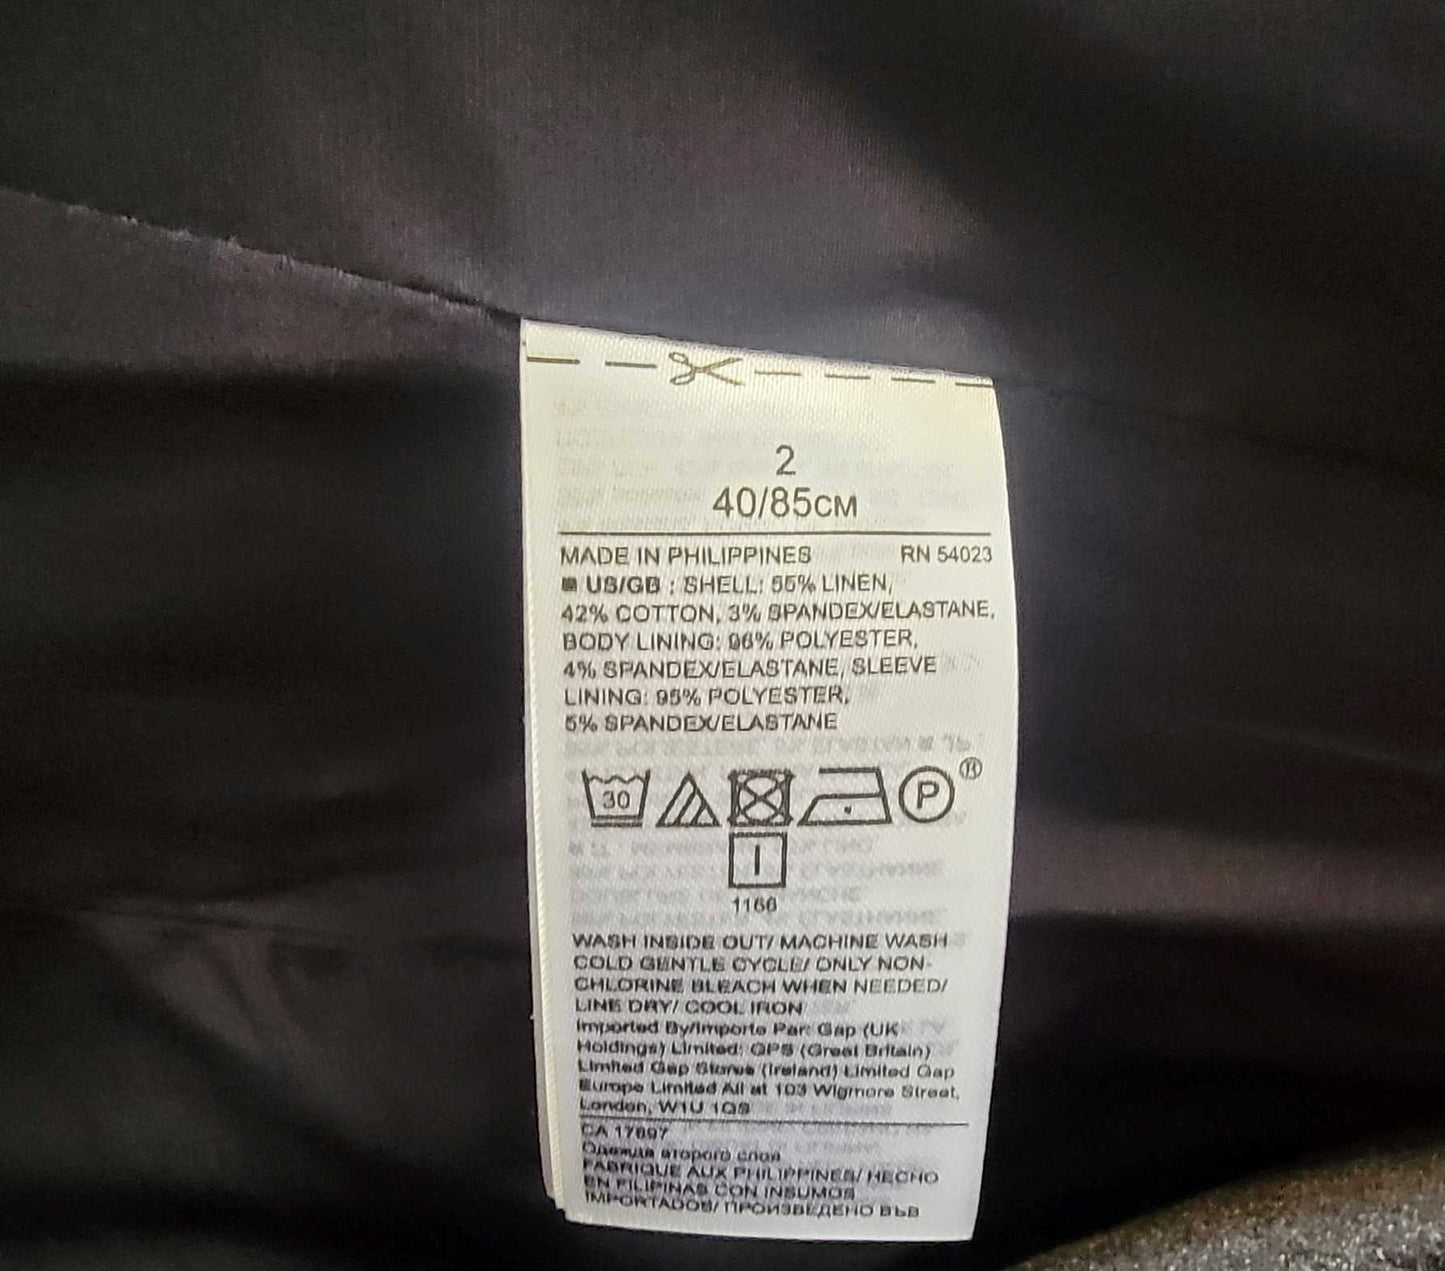 2
40/85CM
MADE IN PHILIPPINES RN 54023
US/GB : SHELL: 55% LINEN,
42% COTTON, 3% SPANDEX/ELASTANE,
BODY LINING: 96% POLYESTER,
4% SPANDEX/ELASTANE, SLEEVE
LINING: 95% POLYESTER,
5% SPANDEX/ELASTANE
30 P ®
I
1166
WASH INSIDE OUT/ MACHINE WASH
COLD GENTLE CYCLE/ ONLY NON-
CHLORINE BLEACH WHEN NEEDED/
LINE DRY/ COOL IRON
Imported By/Importe Par: Gap (UK
Holdings) Limited; GPS (Great Britain)
Limited Gap Stores (Ireland) Limited Gap
Europe Limited All at 103 Wigmore Street,
London, W1U 1QS
CA 17897
Одежда второго слоя
FABRIQUE AUX PHILIPPINES/ HECHO
EN FILIPINAS CON INSUMOS
IMPORTADOS/ ПРОИЗВЕДЕНО ВЪВ